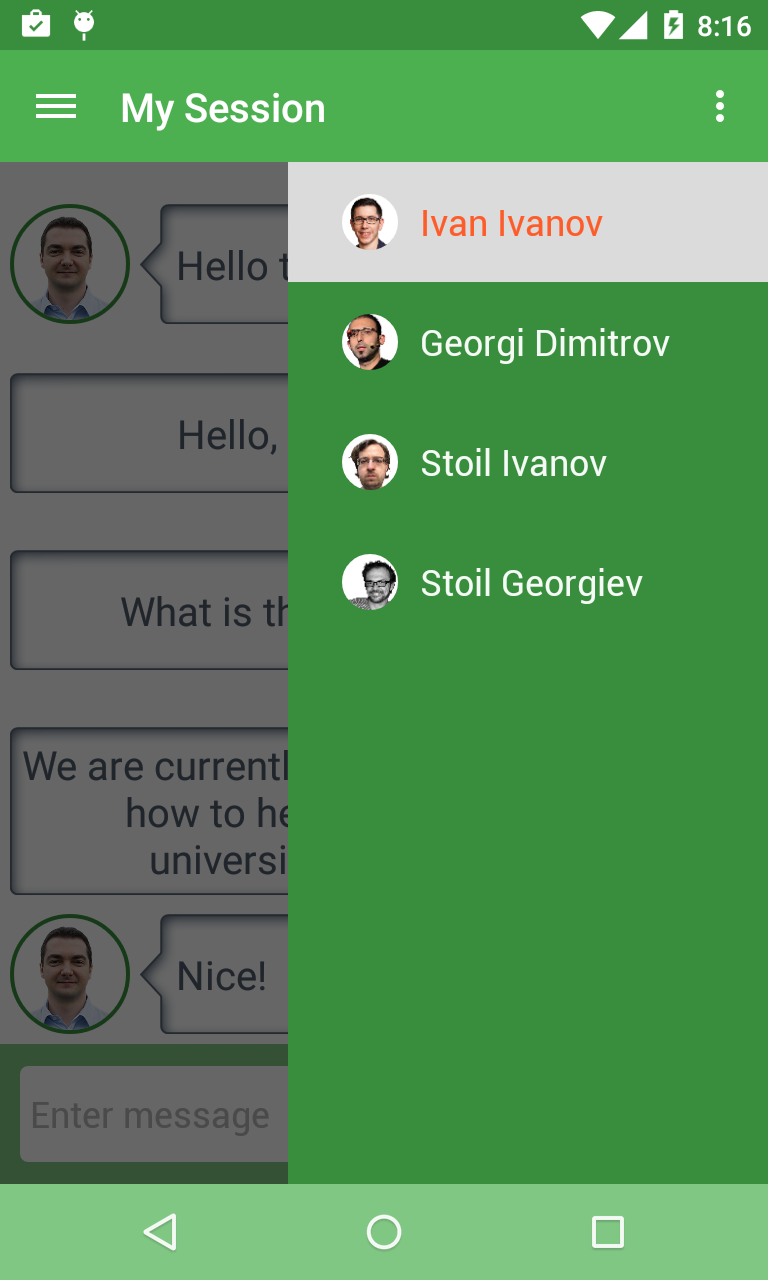 8:16
My Session
Hello t
Hello,
What is th
We are currentl
how to he
universi
Nice!
Enter message
Ivan Ivanov
Georgi Dimitrov
Stoil Ivanov
Stoil Georgiev